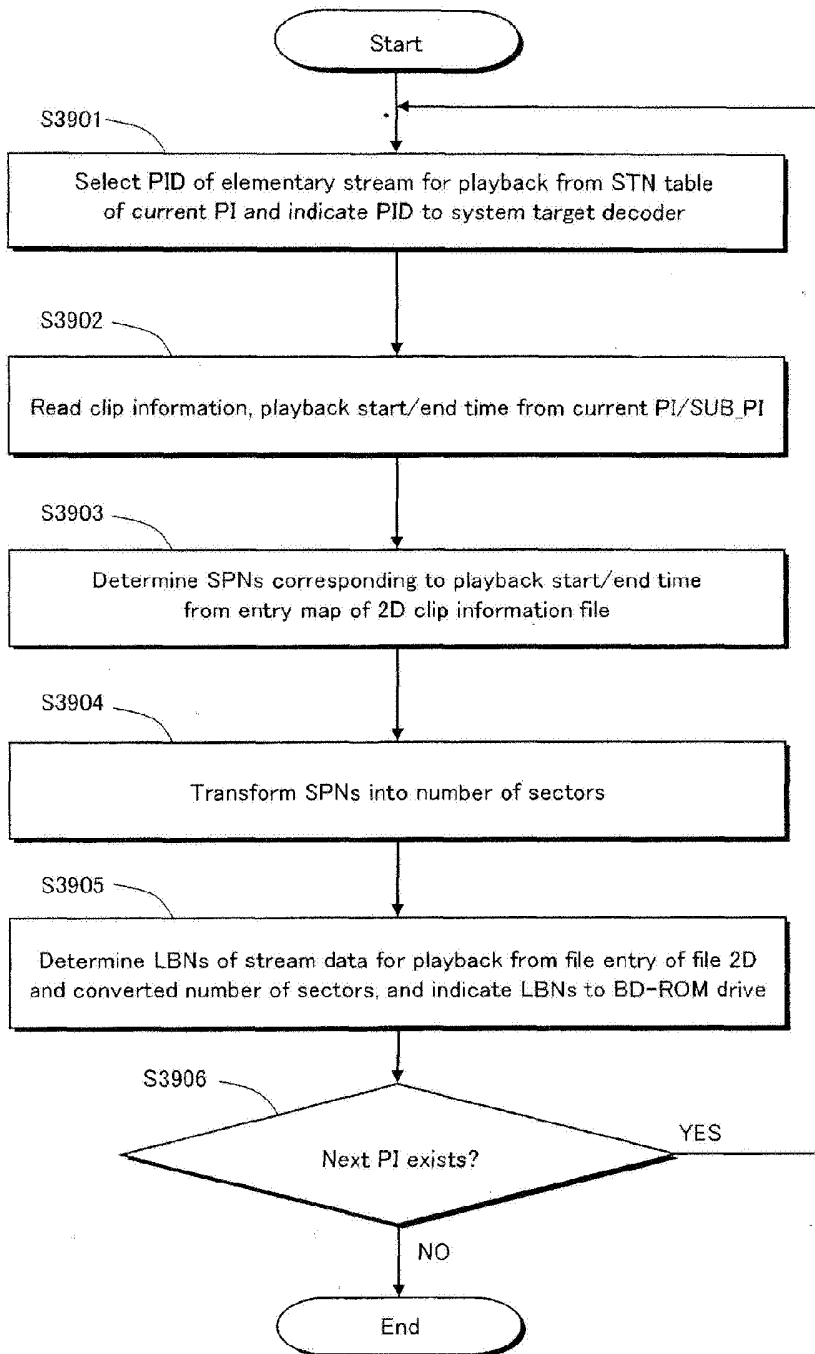 Start
S3901
Select PID of elementary stream for playback from STN table
of current PI and indicate PID to system target decoder
S3902
Read clip information, playback start/end time from current PI/SUB_PI
S3903
Determine SPNs corresponding to playback start/end time
from entry map of 2D clip information file
S3904
Transform SPNs into number of sectors
S3905
Determine LBNs of stream data for playback from file entry of file 2D
and converted number of sectors, and indicate LBNs to BD-ROM drive
S3906
Next PI exists?
YES
NO
End